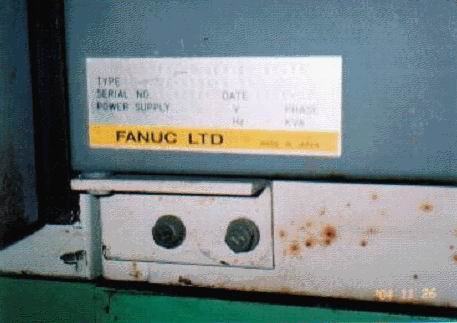 TYPE
SERIAL NO. DATE
POWER SUPPLY V PHASE
Hz KVA
FANUC LTD MADE IN JAPAN
'04 11 26